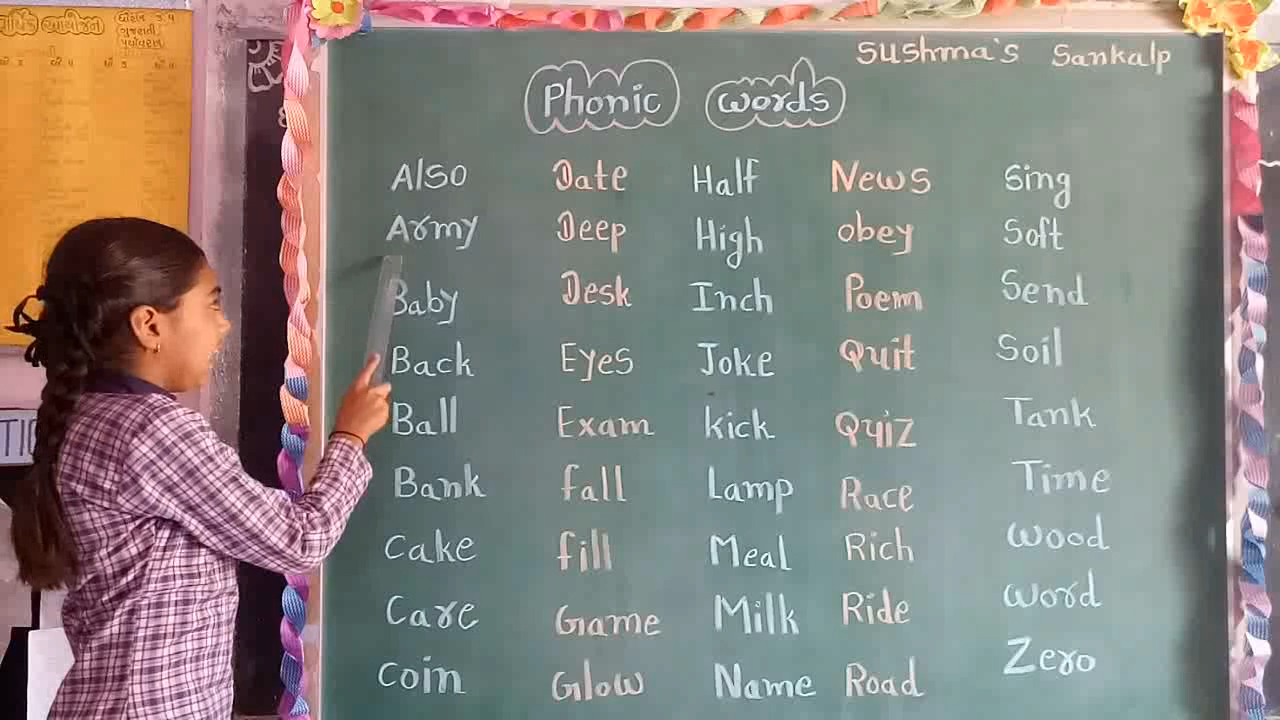 Sushma's Sankalp
Phonic words
Also Date Half News Sing
Army Deep High obey Soft
Baby Desk Inch Poem Send
Back Eyes Joke Quit Soil
Ball Exam kick Quiz Tank
Bank fall Lamp Race Time
Cake fill Meal Rich wood
Care Game Milk Ride word
coin Glow Name Road Zero